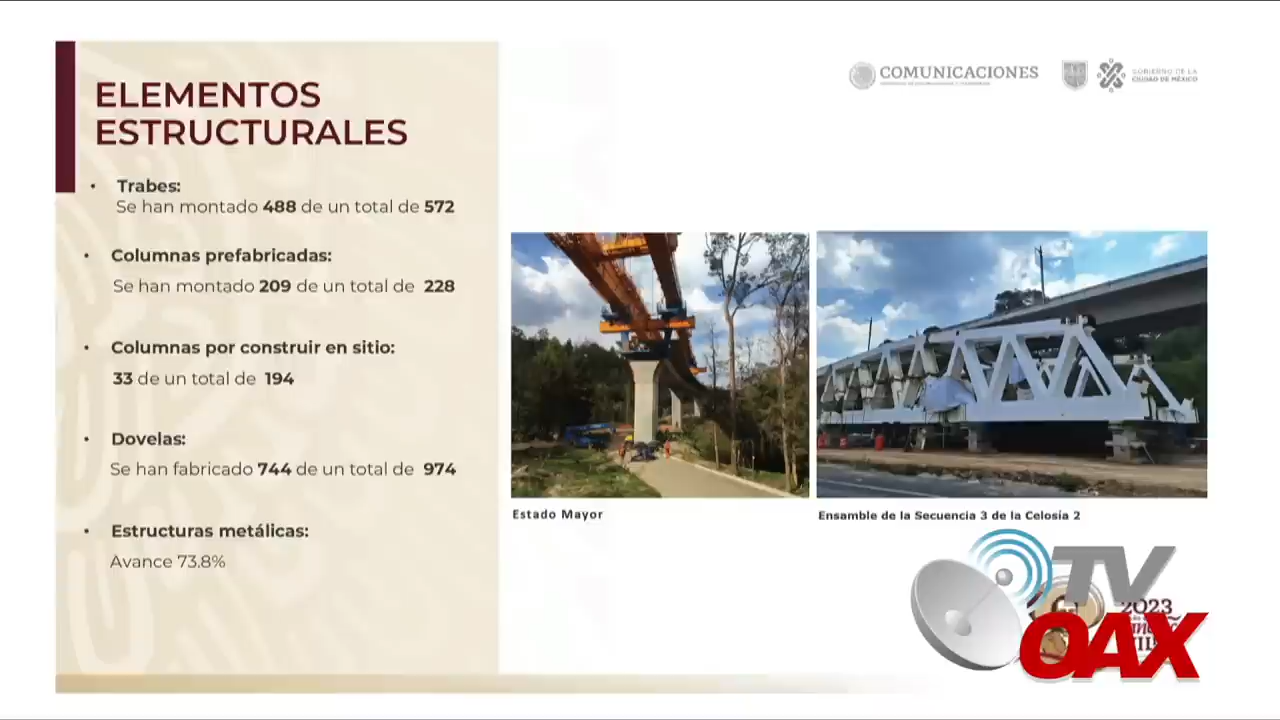 ELEMENTOS
ESTRUCTURALES
• Trabes:
Se han montado 488 de un total de 572
• Columnas prefabricadas:
Se han montado 209 de un total de 228
• Columnas por construir en sitio:
33 de un total de 194
• Dovelas:
Se han fabricado 744 de un total de 974
• Estructuras metálicas:
Avance 73.8%
COMUNICACIONES
GOBIERNO DE LA
CIUDAD DE MÉXICO
Estado Mayor
Ensamble de la Secuencia 3 de la Celosía 2
TV
OAX
2023